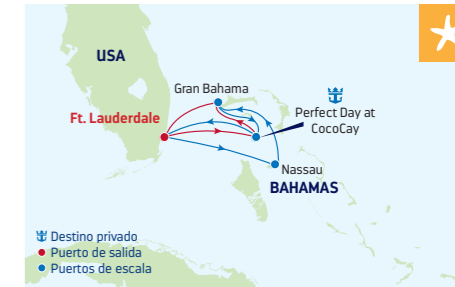 USA
Gran Bahama
Ft. Lauderdale
Perfect Day at
CocoCay
Nassau
BAHAMAS
Destino privado
Puerto de salida
Puertos de escala